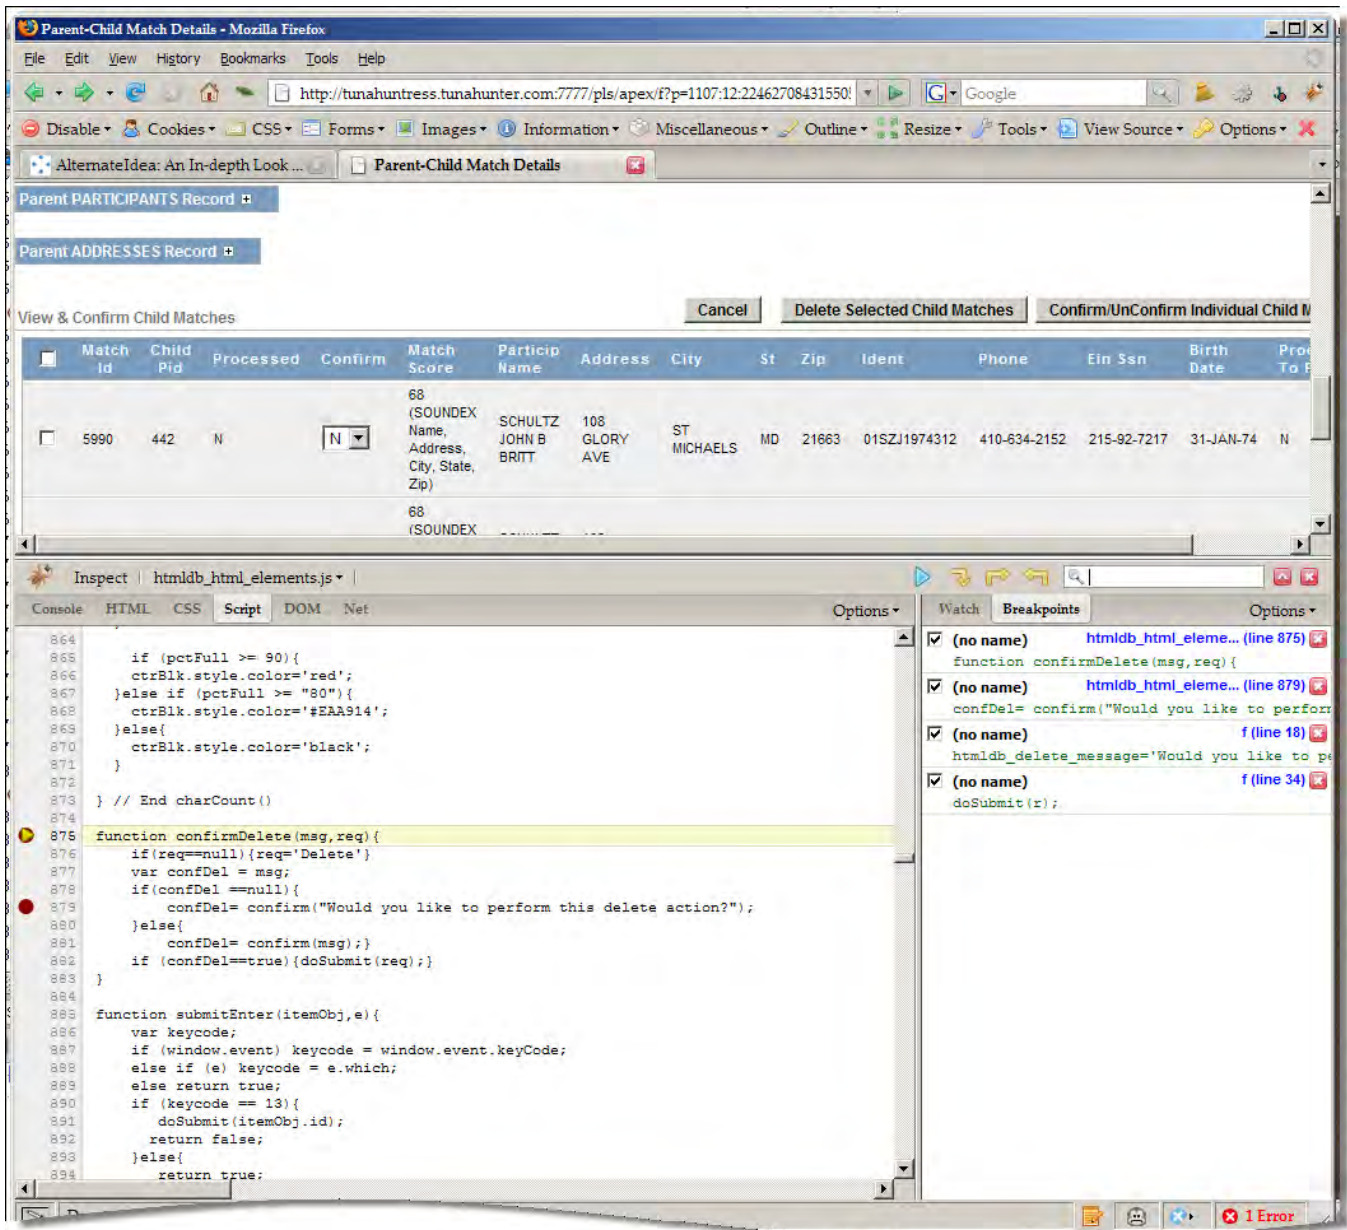 Parent-Child Match Details - Mozilla Firefox
File Edit View History Bookmarks Tools Help
http://tunahuntress.tunahunter.com:7777/pls/apex/f?p=1107:12:22462708431550 Google
Disable Cookies CSS Forms Images Information Miscellaneous Outline Resize Tools View Source Options
AlternateIdea: An In-depth Look ... Parent-Child Match Details
Parent PARTICIPANTS Record
Parent ADDRESSES Record
View & Confirm Child Matches Cancel Delete Selected Child Matches Confirm/UnConfirm Individual Child M
Match Id Child Pid Processed Confirm Match Score Particip Name Address City St Zip Ident Phone Ein Ssn Birth Date
5990 442 N N 68 (SOUNDEX Name, Address, City, State, Zip) SCHULTZ JOHN B BRITT 108 GLORY AVE ST MICHAELS MD 21663 01SZJ1974312 410-634-2152 215-92-7217 31-JAN-74 N
68
(SOUNDEX
Inspect htmldb_html_elements.js
Console HTML CSS Script DOM Net Options
864
865 if (pctFull >= 90){
866 ctrBlk.style.color='red';
867 }else if (pctFull >= "80"){
868 ctrBlk.style.color='#EAA914';
869 }else{
870 ctrBlk.style.color='black';
871 }
872
873 } // End charCount()
874
875 function confirmDelete(msg,req){
876 if(req==null){req='Delete'}
877 var confDel = msg;
878 if(confDel ==null){
879 confDel= confirm("Would you like to perform this delete action?");
880 }else{
881 confDel= confirm(msg);}
882 if (confDel==true){doSubmit(req);}
883 }
884
885 function submitEnter(itemObj,e){
886 var keycode;
887 if (window.event) keycode = window.event.keyCode;
888 else if (e) keycode = e.which;
889 else return true;
890 if (keycode == 13){
891 doSubmit(itemObj.id);
892 return false;
893 }else{
894 return true;
Watch Breakpoints Options
(no name) htmldb_html_eleme... (line 875)
function confirmDelete(msg,req){
(no name) htmldb_html_eleme... (line 879)
confDel= confirm("Would you like to perform
(no name) f (line 18)
htmldb_delete_message='Would you like to pe
(no name) f (line 34)
doSubmit(r);
1 Error